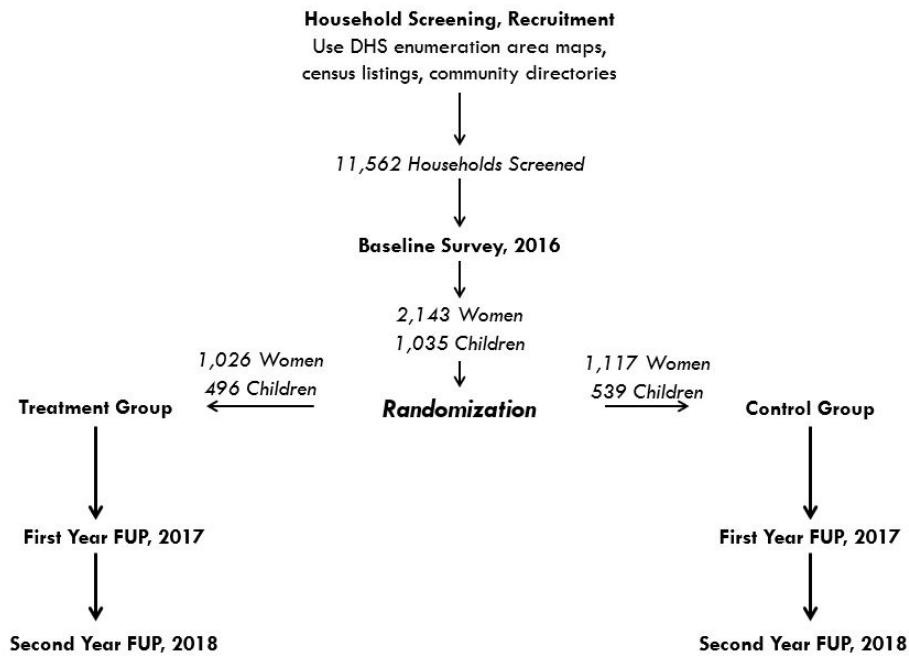 Household Screening, Recruitment
Use DHS enumeration area maps,
census listings, community directories
11,562 Households Screened
Baseline Survey, 2016
2,143 Women
1,035 Children
1,026 Women
496 Children
1,117 Women
539 Children
Treatment Group
Randomization
Control Group
First Year FUP, 2017
First Year FUP, 2017
Second Year FUP, 2018
Second Year FUP, 2018